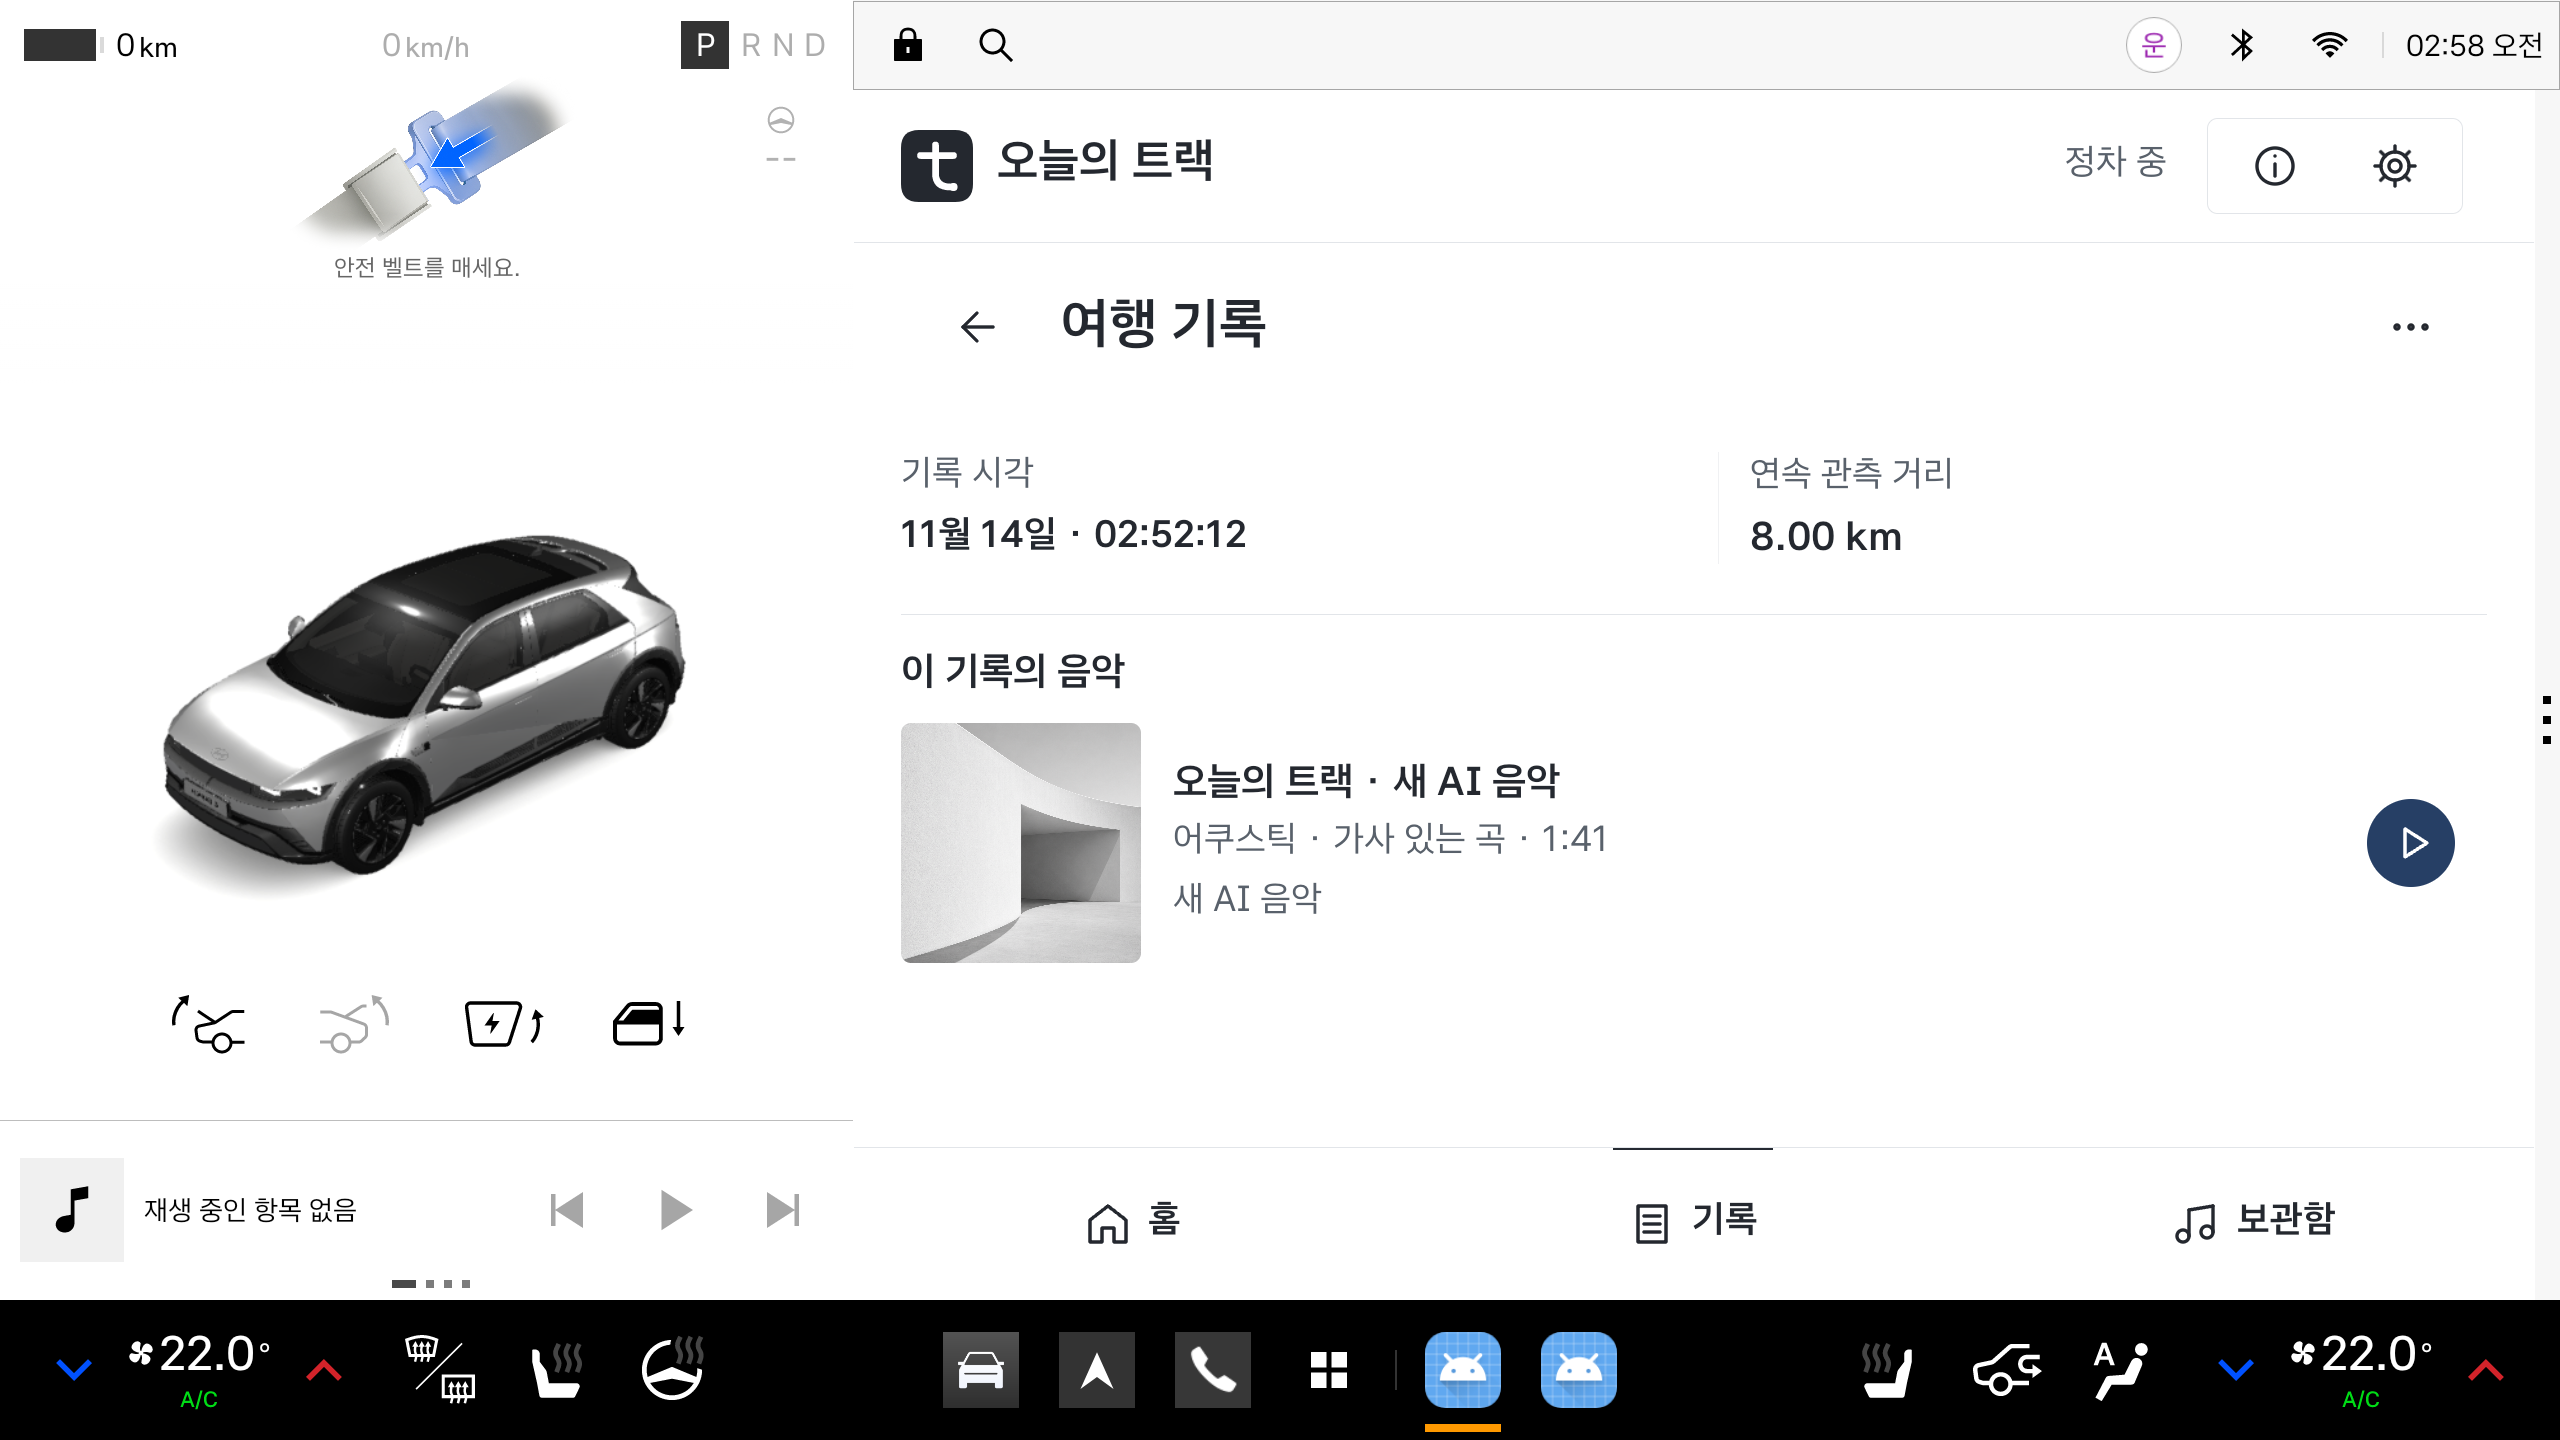 0 km
0 km/h
P R N D
안전 벨트를 매세요.
재생 중인 항목 없음
운
02:58 오전
t 오늘의 트랙
정차 중
여행 기록
기록 시각
11월 14일 · 02:52:12
연속 관측 거리
8.00 km
이 기록의 음악
오늘의 트랙 · 새 AI 음악
어쿠스틱 · 가사 있는 곡 · 1:41
새 AI 음악
홈
기록
보관함
22.0°
A/C
A
22.0°
A/C